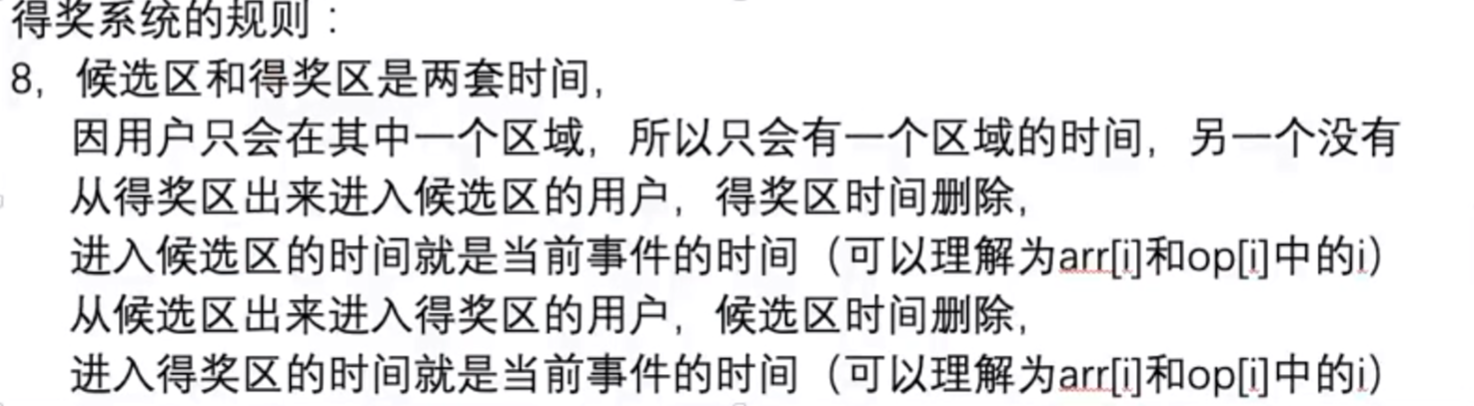 得奖系统的规则：
8，候选区和得奖区是两套时间，
因用户只会在其中一个区域，所以只会有一个区域的时间，另一个没有
从得奖区出来进入候选区的用户，得奖区时间删除，
进入候选区的时间就是当前事件的时间（可以理解为arr[i]和op[i]中的i）
从候选区出来进入得奖区的用户，候选区时间删除，
进入得奖区的时间就是当前事件的时间（可以理解为arr[i]和op[i]中的i）